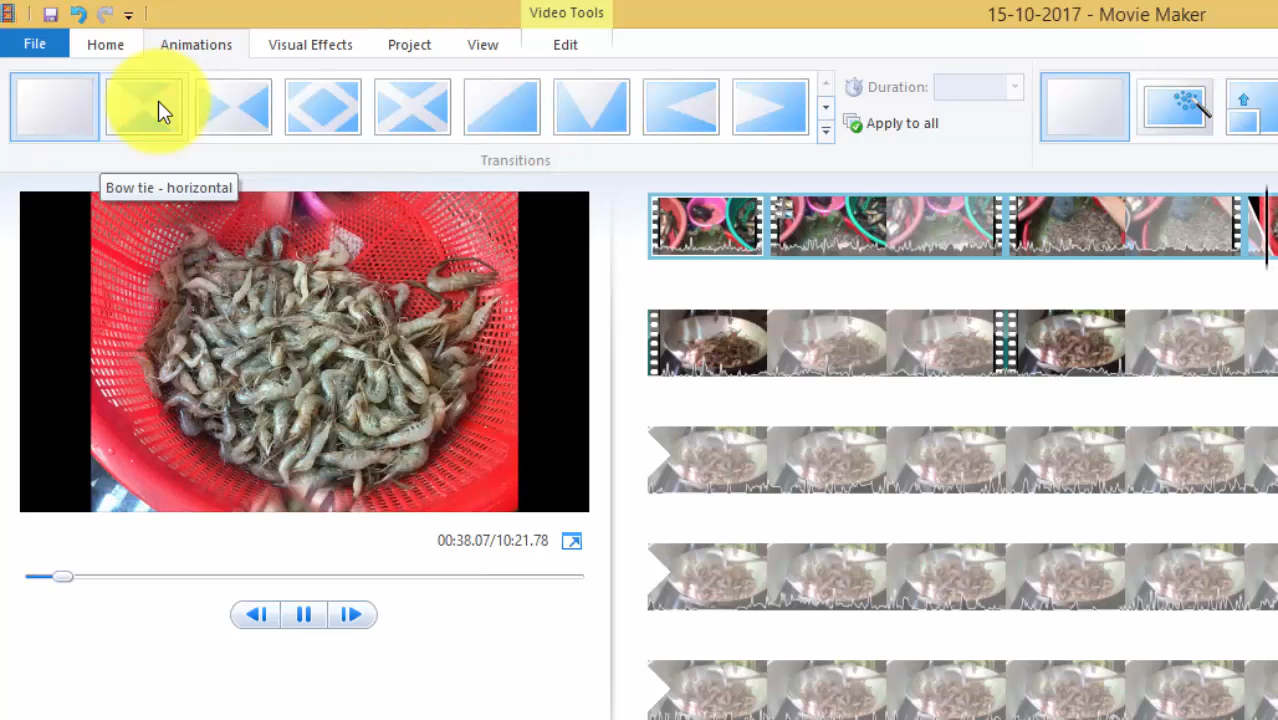 Video Tools
15-10-2017 - Movie Maker
File
Home
Animations
Visual Effects
Project
View
Edit
Duration:
Apply to all
Transitions
Bow tie - horizontal
00:38.07/10:21.78